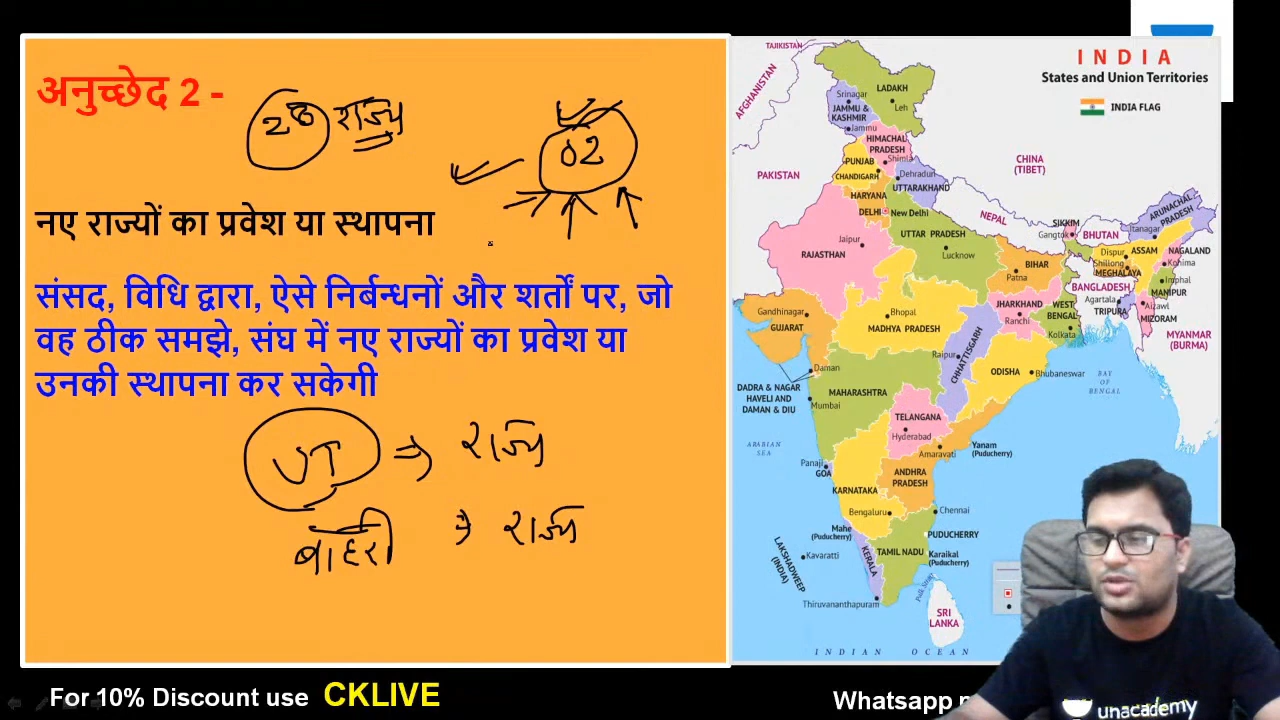 अनुच्छेद 2 -
28 राज्य
02
नए राज्यों का प्रवेश या स्थापना
संसद, विधि द्वारा, ऐसे निर्बन्धनों और शर्तों पर, जो
वह ठीक समझे, संघ में नए राज्यों का प्रवेश या
उनकी स्थापना कर सकेगी
UT ⇒ राज्य
बाहरी ⇒ राज्य
INDIA
States and Union Territories
INDIA FLAG
TAJIKISTAN
AFGHANISTAN
PAKISTAN
CHINA
(TIBET)
NEPAL
BHUTAN
BANGLADESH
MYANMAR
(BURMA)
SRI
LANKA
LADAKH
Leh
Srinagar
JAMMU &
KASHMIR
Jammu
HIMACHAL
PRADESH
Shimla
PUNJAB
CHANDIGARH
Dehradun
UTTARAKHAND
HARYANA
DELHI
New Delhi
RAJASTHAN
Jaipur
UTTAR PRADESH
Lucknow
BIHAR
Patna
SIKKIM
Gangtok
ARUNACHAL
PRADESH
Itanagar
Dispur
ASSAM
NAGALAND
Kohima
Shillong
MEGHALAYA
Imphal
MANIPUR
Agartala
TRIPURA
Aizawl
MIZORAM
Gandhinagar
GUJARAT
Bhopal
MADHYA PRADESH
JHARKHAND
Ranchi
WEST
BENGAL
Kolkata
Raipur
CHHATTISGARH
ODISHA
Bhubaneswar
Daman
DADRA & NAGAR
HAVELI AND
DAMAN & DIU
Mumbai
MAHARASHTRA
TELANGANA
Hyderabad
Amaravati
Yanam
(Puducherry)
ANDHRA
PRADESH
Panaji
GOA
KARNATAKA
Bengaluru
Chennai
Mahe
(Puducherry)
PUDUCHERRY
KERALA
TAMIL NADU
Karaikal
(Puducherry)
LAKSHADWEEP
(INDIA)
Kavaratti
Thiruvananthapuram
ARABIAN
SEA
BAY
OF
BENGAL
INDIAN OCEAN
unacademy
For 10% Discount use CKLIVE
Whatsapp